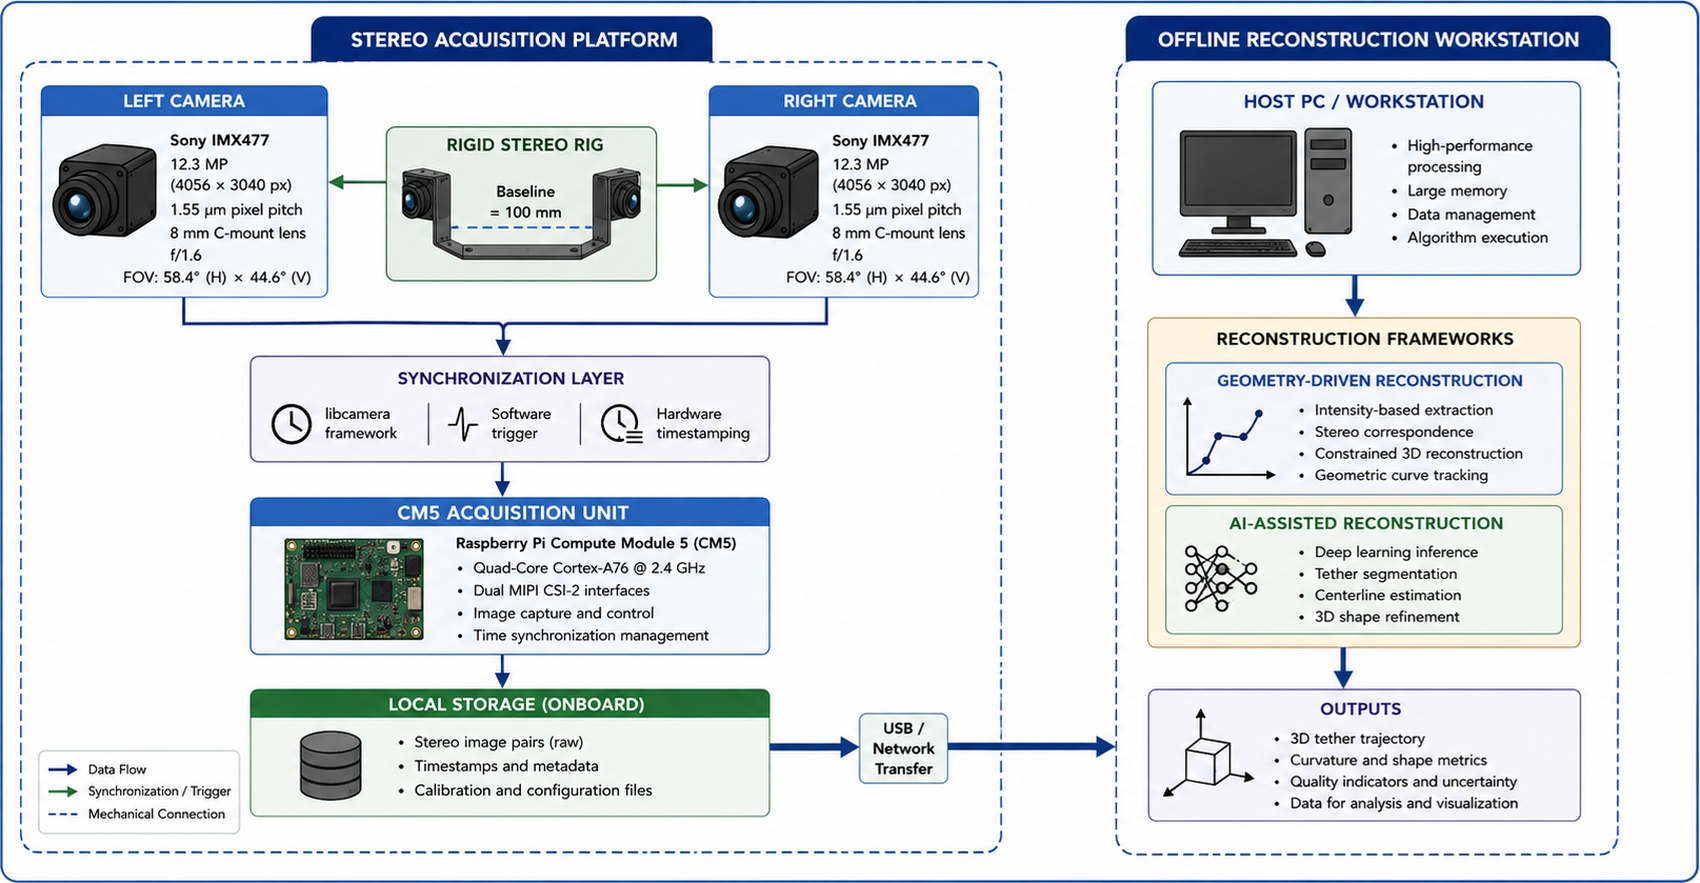 STEREO ACQUISITION PLATFORM
LEFT CAMERA
Sony IMX477
12.3 MP
(4056 × 3040 px)
1.55 µm pixel pitch
8 mm C-mount lens
f/1.6
FOV: 58.4° (H) × 44.6° (V)
RIGID STEREO RIG
Baseline
= 100 mm
RIGHT CAMERA
Sony IMX477
12.3 MP
(4056 × 3040 px)
1.55 µm pixel pitch
8 mm C-mount lens
f/1.6
FOV: 58.4° (H) × 44.6° (V)
SYNCHRONIZATION LAYER
libcamera
framework
Software
trigger
Hardware
timestamping
CM5 ACQUISITION UNIT
Raspberry Pi Compute Module 5 (CM5)
• Quad-Core Cortex-A76 @ 2.4 GHz
• Dual MIPI CSI-2 interfaces
• Image capture and control
• Time synchronization management
LOCAL STORAGE (ONBOARD)
• Stereo image pairs (raw)
• Timestamps and metadata
• Calibration and configuration files
Data Flow
Synchronization / Trigger
Mechanical Connection
USB /
Network
Transfer
OFFLINE RECONSTRUCTION WORKSTATION
HOST PC / WORKSTATION
• High-performance
processing
• Large memory
• Data management
• Algorithm execution
RECONSTRUCTION FRAMEWORKS
GEOMETRY-DRIVEN RECONSTRUCTION
• Intensity-based extraction
• Stereo correspondence
• Constrained 3D reconstruction
• Geometric curve tracking
AI-ASSISTED RECONSTRUCTION
• Deep learning inference
• Tether segmentation
• Centerline estimation
• 3D shape refinement
OUTPUTS
• 3D tether trajectory
• Curvature and shape metrics
• Quality indicators and uncertainty
• Data for analysis and visualization